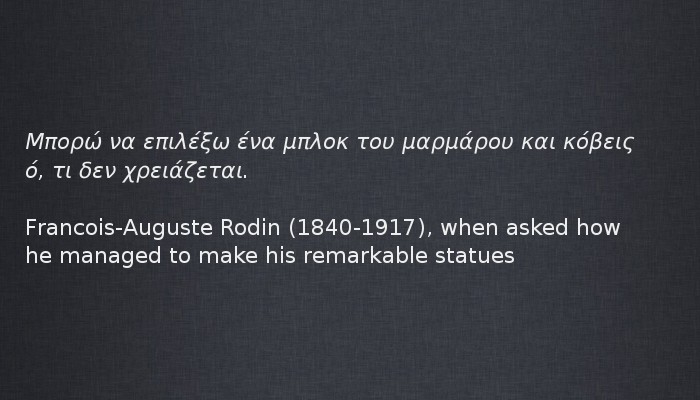 Μπορώ να επιλέξω ένα μπλοκ του μαρμάρου και κόβεις
ό, τι δεν χρειάζεται.
Francois-Auguste Rodin (1840-1917), when asked how
he managed to make his remarkable statues